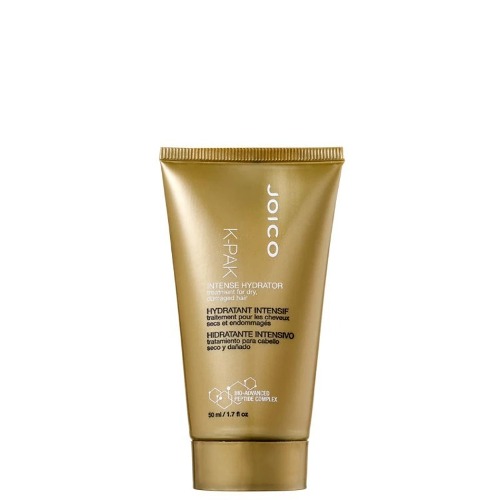 JOICO
K-PAK
INTENSE HYDRATOR
treatment for dry,
damaged hair
HYDRATANT INTENSIF
traitement pour les cheveux
secs et endommagés
HIDRATANTE INTENSIVO
tratamiento para cabello
seco y dañado
BIO-ADVANCED
PEPTIDE COMPLEX
50 ml / 1.7 fl oz